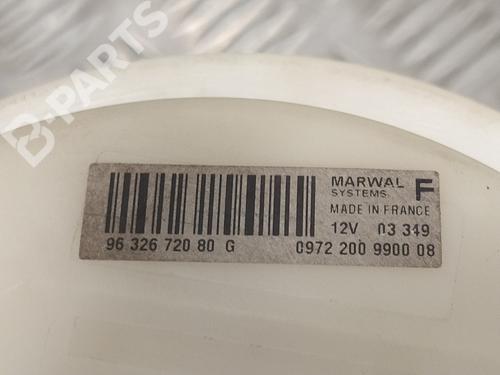 B-PARTS
MARWAL F
SYSTEMS
MADE IN FRANCE
12V 03 349
96 326 720 80 G 0972 200 9900 08